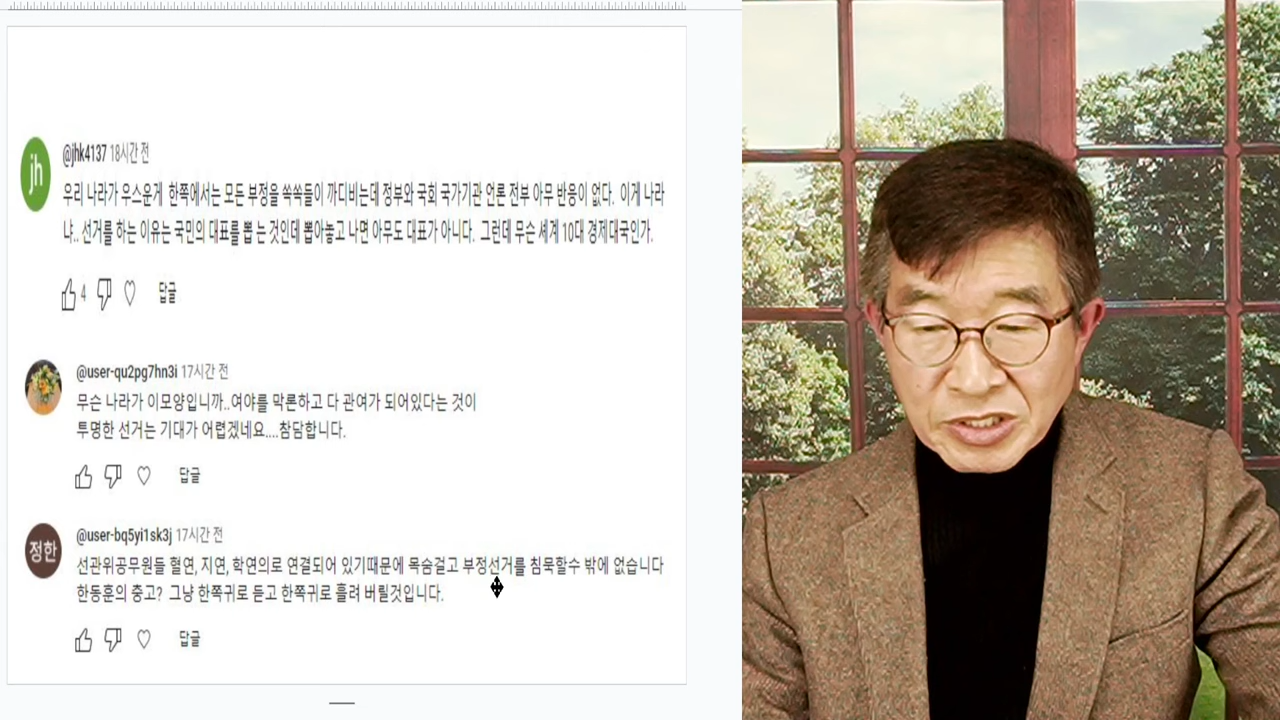 jh
@jhk4137 18시간 전
우리 나라가 우스운게 한쪽에서는 모든 부정을 쏙쏙들이 까디비는데 정부와 국회 국가기관 언론 전부 아무 반응이 없다. 이게 나라
냐.. 선거를 하는 이유는 국민의 대표를 뽑 는 것인데 뽑아놓고 나면 아무도 대표가 아니다. 그런데 무슨 세계 10대 경제대국인가.
4 답글
@user-qu2pg7hn3i 17시간 전
무슨 나라가 이모양입니까..여야를 막론하고 다 관여가 되어있다는 것이
투명한 선거는 기대가 어렵겠네요....참담합니다.
답글
정한
@user-bq5yi1sk3j 17시간 전
선관위공무원들 혈연, 지연, 학연의로 연결되어 있기때문에 목숨걸고 부정선거를 침묵할수 밖에 없습니다
한동훈의 충고? 그냥 한쪽귀로 듣고 한쪽귀로 흘려 버릴것입니다.
답글